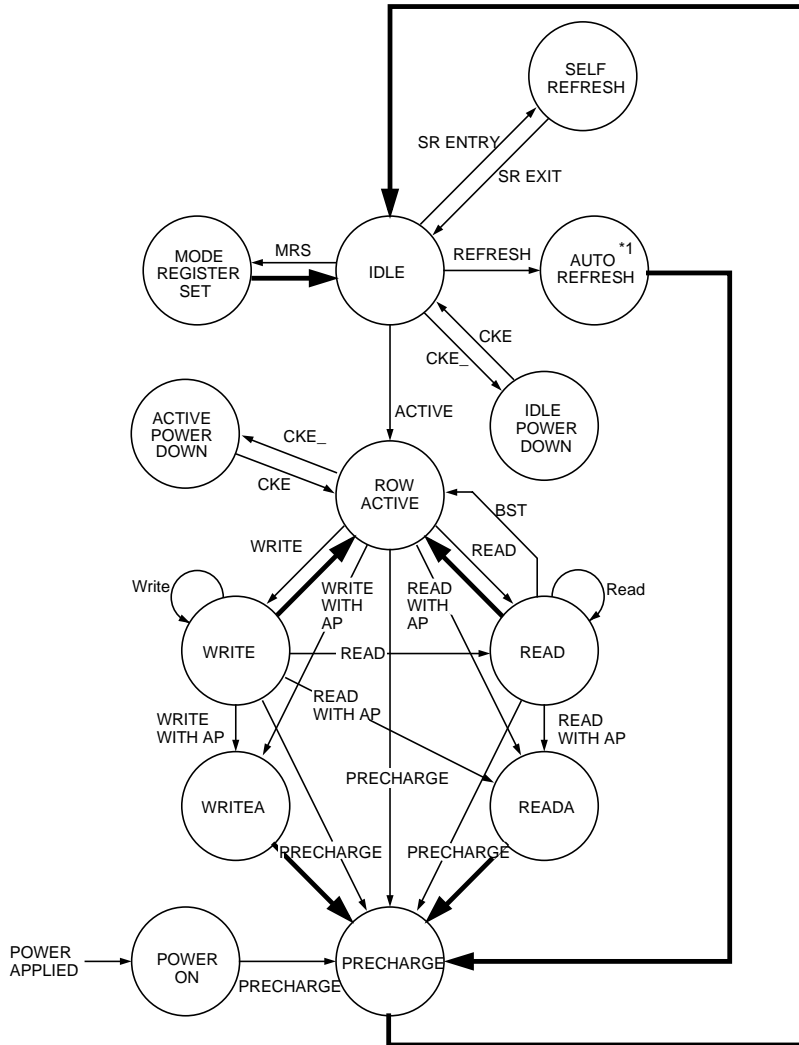 SELF
REFRESH
SR ENTRY
SR EXIT
MODE
REGISTER
SET
MRS
IDLE
REFRESH
*1
AUTO
REFRESH
CKE
CKE_
IDLE
POWER
DOWN
ACTIVE
ACTIVE
POWER
DOWN
CKE_
CKE
ROW
ACTIVE
BST
WRITE
READ
Write
WRITE
WITH
AP
READ
WITH
AP
Read
WRITE
READ
READ
READ
WITH AP
WRITE
WITH AP
READ
WITH AP
PRECHARGE
WRITEA
READA
PRECHARGE
PRECHARGE
POWER
APPLIED
POWER
ON
PRECHARGE
PRECHARGE